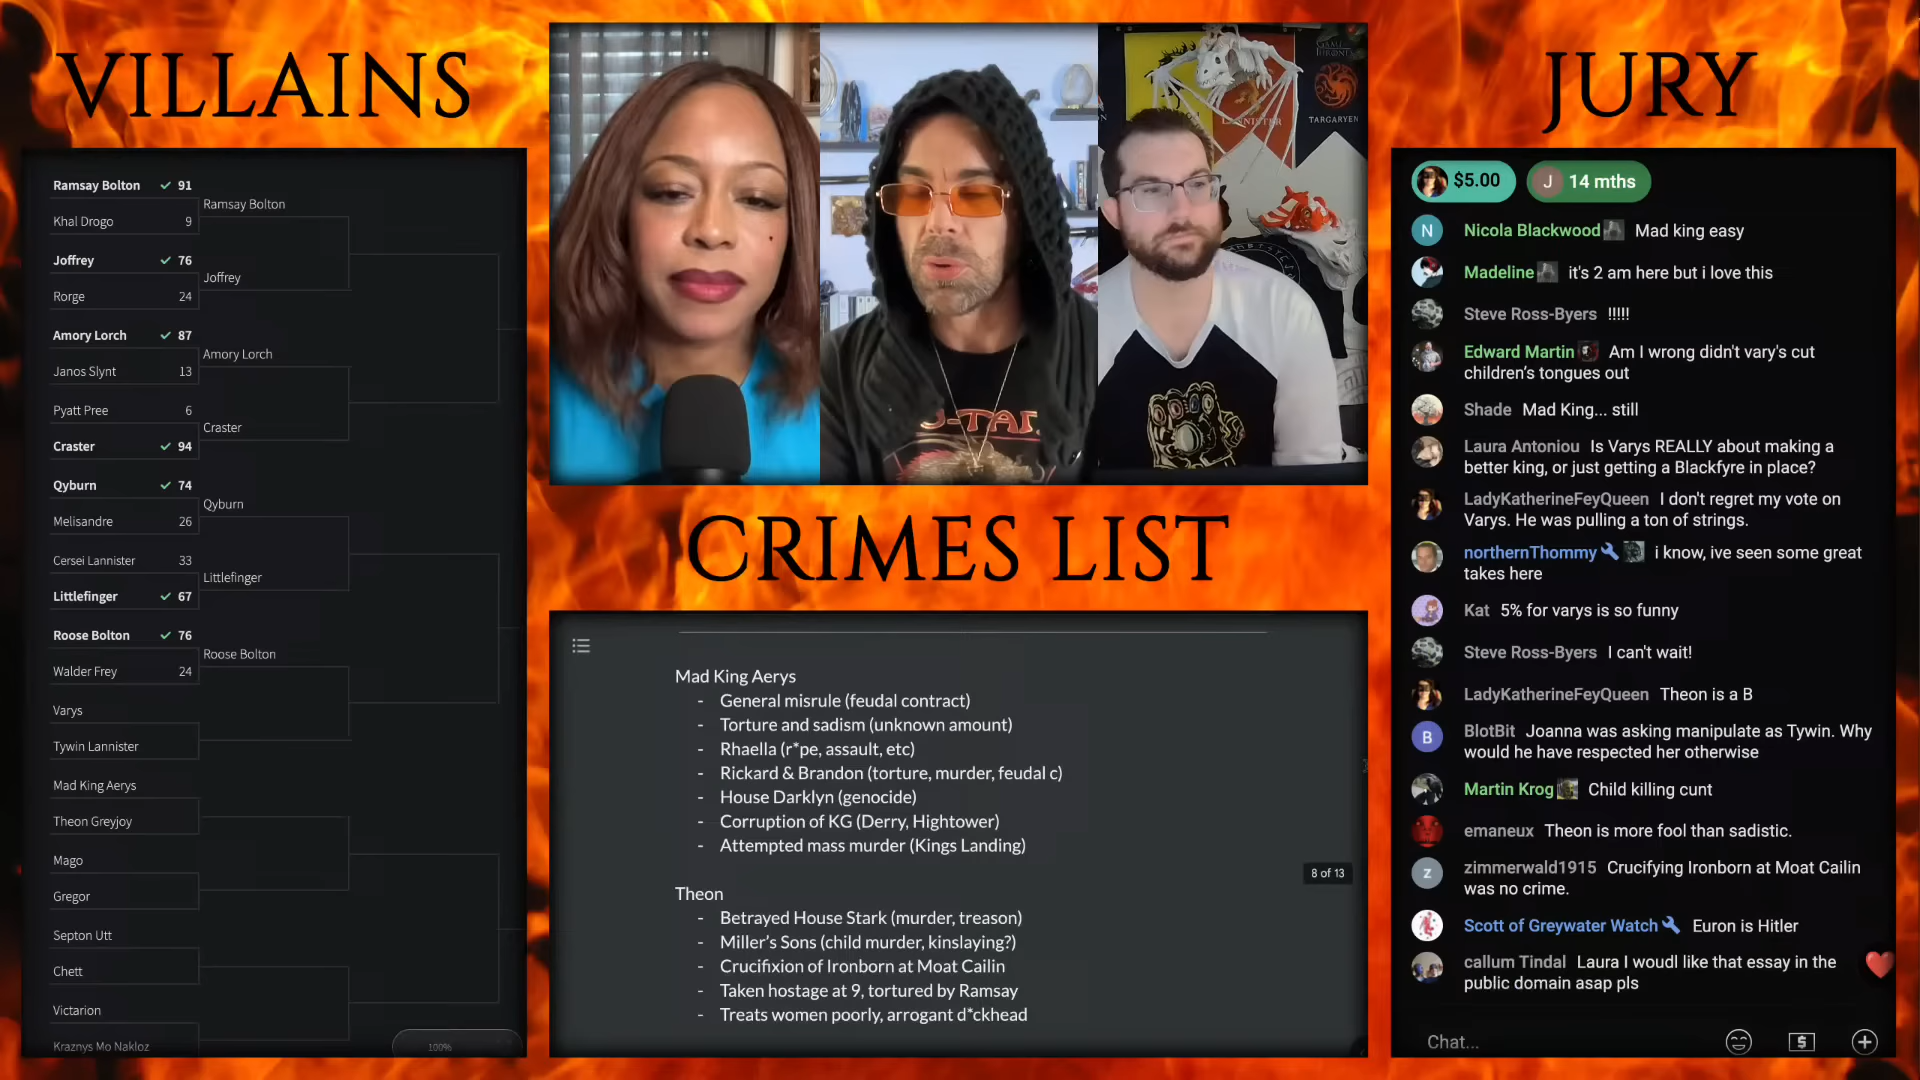 VILLAINS
Ramsay Bolton ✓ 91
Khal Drogo 9
Ramsay Bolton
Joffrey ✓ 76
Rorge 24
Joffrey
Amory Lorch ✓ 87
Janos Slynt 13
Amory Lorch
Pyatt Pree 6
Craster ✓ 94
Craster
Qyburn ✓ 74
Melisandre 26
Qyburn
Cersei Lannister 33
Littlefinger ✓ 67
Littlefinger
Roose Bolton ✓ 76
Walder Frey 24
Roose Bolton
Varys
Tywin Lannister
Mad King Aerys
Theon Greyjoy
Mago
Gregor
Septon Utt
Chett
Victarion
Kraznys Mo Nakloz
100%
GAME
THRONES
LANNISTER
TARGARYEN
CRIMES LIST
Mad King Aerys
- General misrule (feudal contract)
- Torture and sadism (unknown amount)
- Rhaella (r*pe, assault, etc)
- Rickard & Brandon (torture, murder, feudal c)
- House Darklyn (genocide)
- Corruption of KG (Derry, Hightower)
- Attempted mass murder (Kings Landing)
8 of 13
Theon
- Betrayed House Stark (murder, treason)
- Miller's Sons (child murder, kinslaying?)
- Crucifixion of Ironborn at Moat Cailin
- Taken hostage at 9, tortured by Ramsay
- Treats women poorly, arrogant d*ckhead
JURY
$5.00
J 14 mths
N Nicola Blackwood Mad king easy
Madeline it's 2 am here but i love this
Steve Ross-Byers !!!!!
Edward Martin Am I wrong didn't vary's cut
children's tongues out
Shade Mad King... still
Laura Antoniou Is Varys REALLY about making a
better king, or just getting a Blackfyre in place?
LadyKatherineFeyQueen I don't regret my vote on
Varys. He was pulling a ton of strings.
northernThommy i know, ive seen some great
takes here
Kat 5% for varys is so funny
Steve Ross-Byers I can't wait!
LadyKatherineFeyQueen Theon is a B
B BlotBit Joanna was asking manipulate as Tywin. Why
would he have respected her otherwise
Martin Krog Child killing cunt
emaneux Theon is more fool than sadistic.
z zimmerwald1915 Crucifying Ironborn at Moat Cailin
was no crime.
Scott of Greywater Watch Euron is Hitler
callum Tindal Laura I woudl like that essay in the
public domain asap pls
Chat...